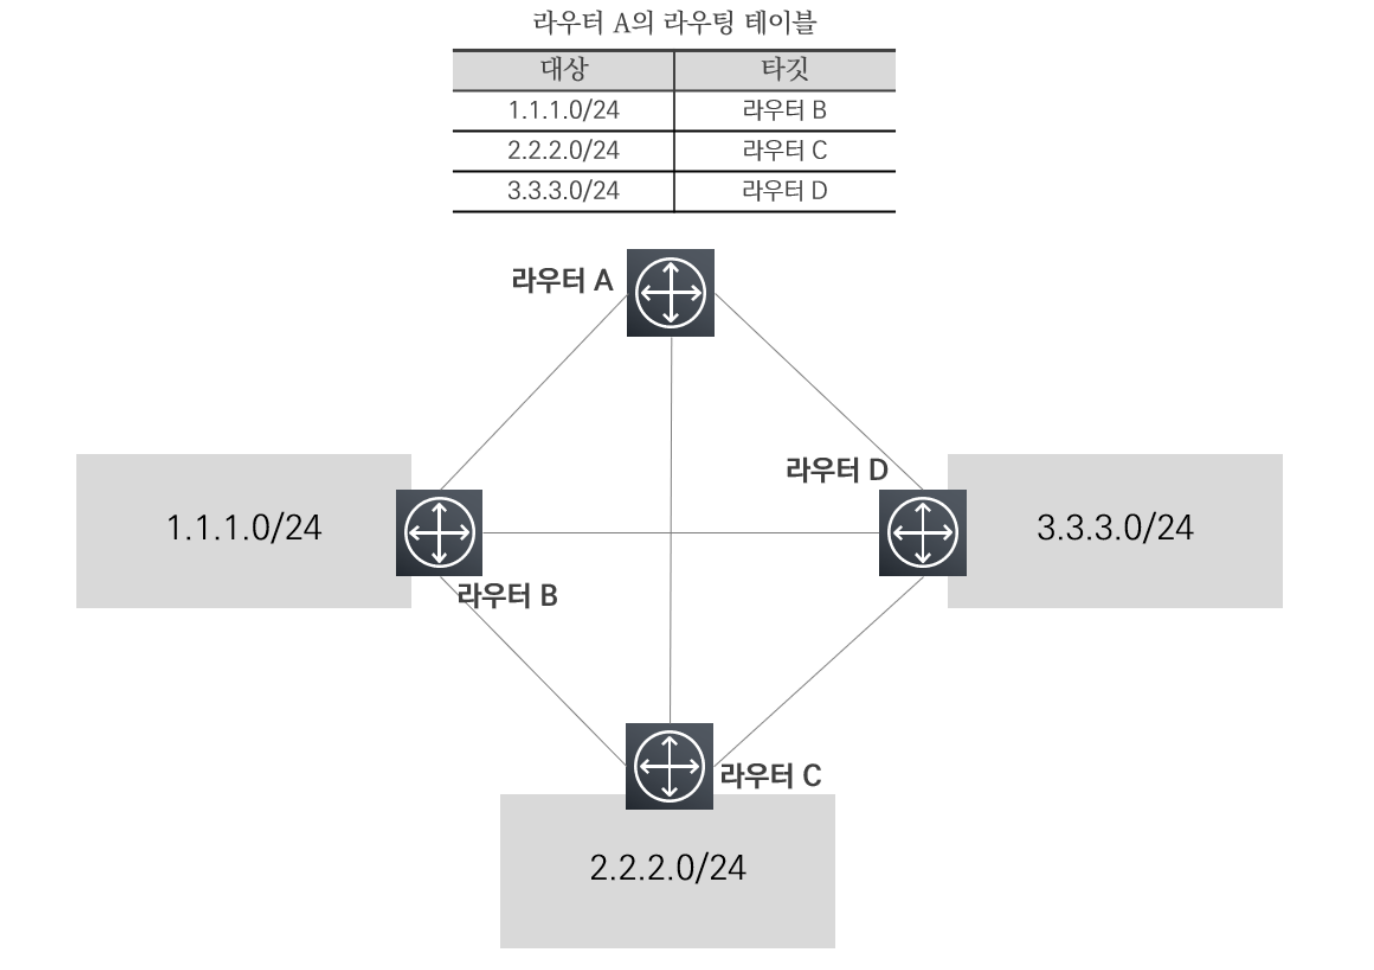 라우터 A의 라우팅 테이블
대상 타깃
1.1.1.0/24 라우터 B
2.2.2.0/24 라우터 C
3.3.3.0/24 라우터 D
라우터 A
라우터 D
1.1.1.0/24
3.3.3.0/24
라우터 B
라우터 C
2.2.2.0/24